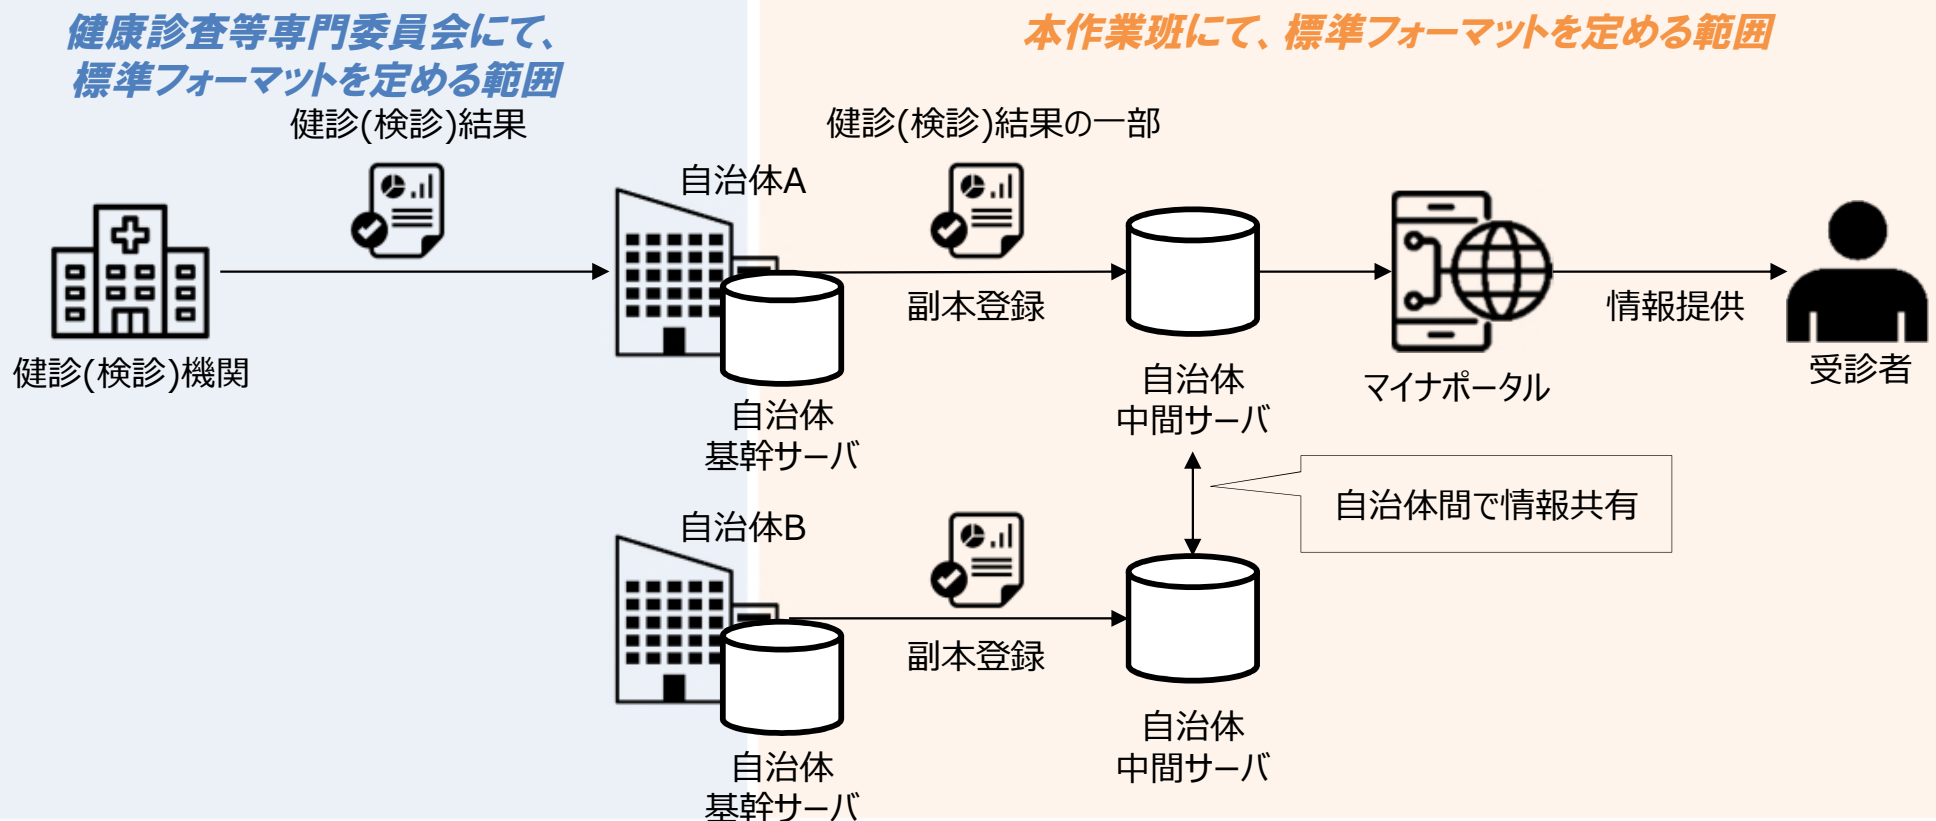 健康診査等専門委員会にて、
標準フォーマットを定める範囲
本作業班にて、標準フォーマットを定める範囲
健診(検診)結果
健診(検診)結果の一部
自治体A
副本登録
情報提供
健診(検診)機関
自治体
基幹サーバ
自治体
中間サーバ
マイナポータル
受診者
自治体間で情報共有
自治体B
副本登録
自治体
基幹サーバ
自治体
中間サーバ